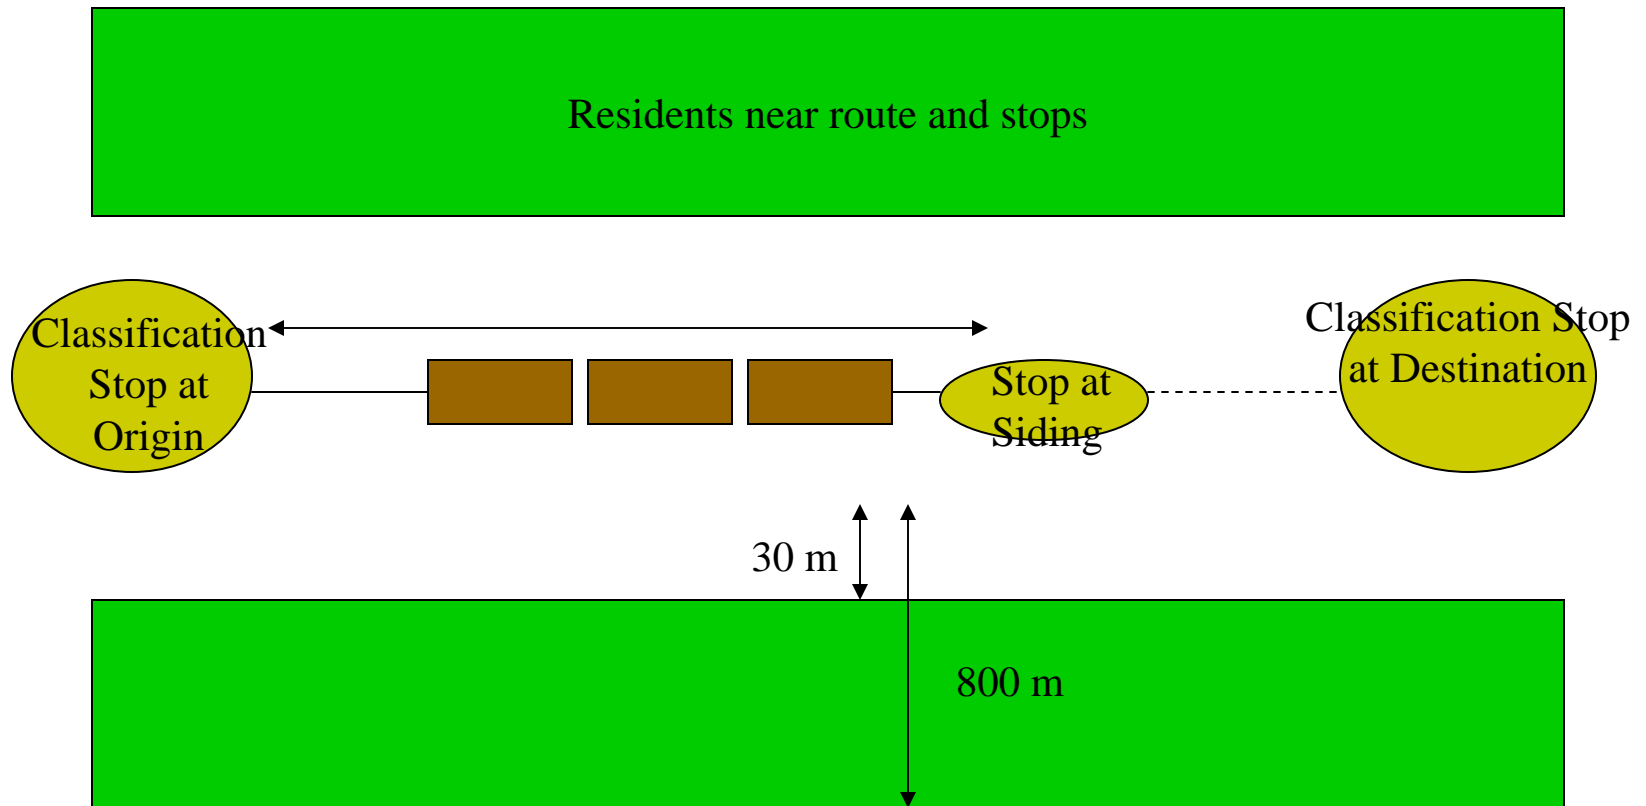 Residents near route and stops
Classification
Stop at
Origin
Stop at
Siding
Classification Stop
at Destination
30 m
800 m